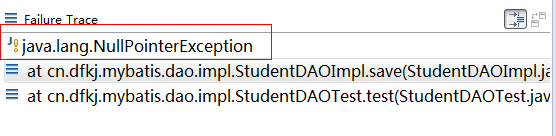 Failure Trace
java.lang.NullPointerException
at cn.dfkj.mybatis.dao.impl.StudentDAOImpl.save(StudentDAOImpl.ja
at cn.dfkj.mybatis.dao.impl.StudentDAOTest.test(StudentDAOTest.jav